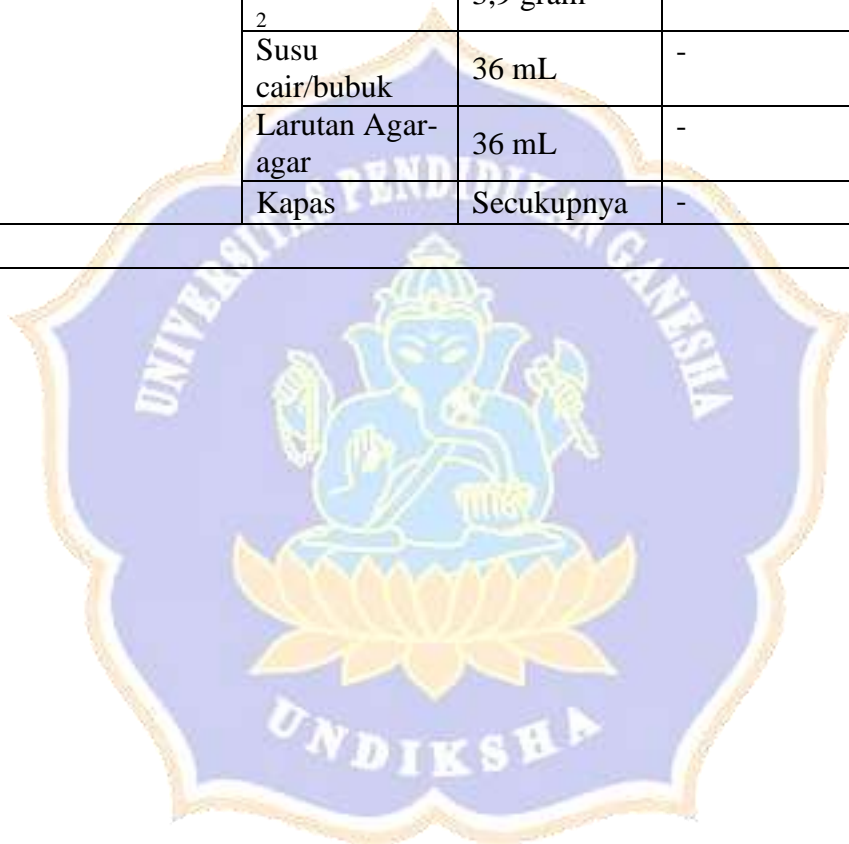 2
Susu
cair/bubuk
36 mL
-
Larutan Agar-
agar
36 mL
-
Kapas
Secukupnya
-
UNIVERSITAS PENDIDIKAN GANESHA
UNDIKSHA